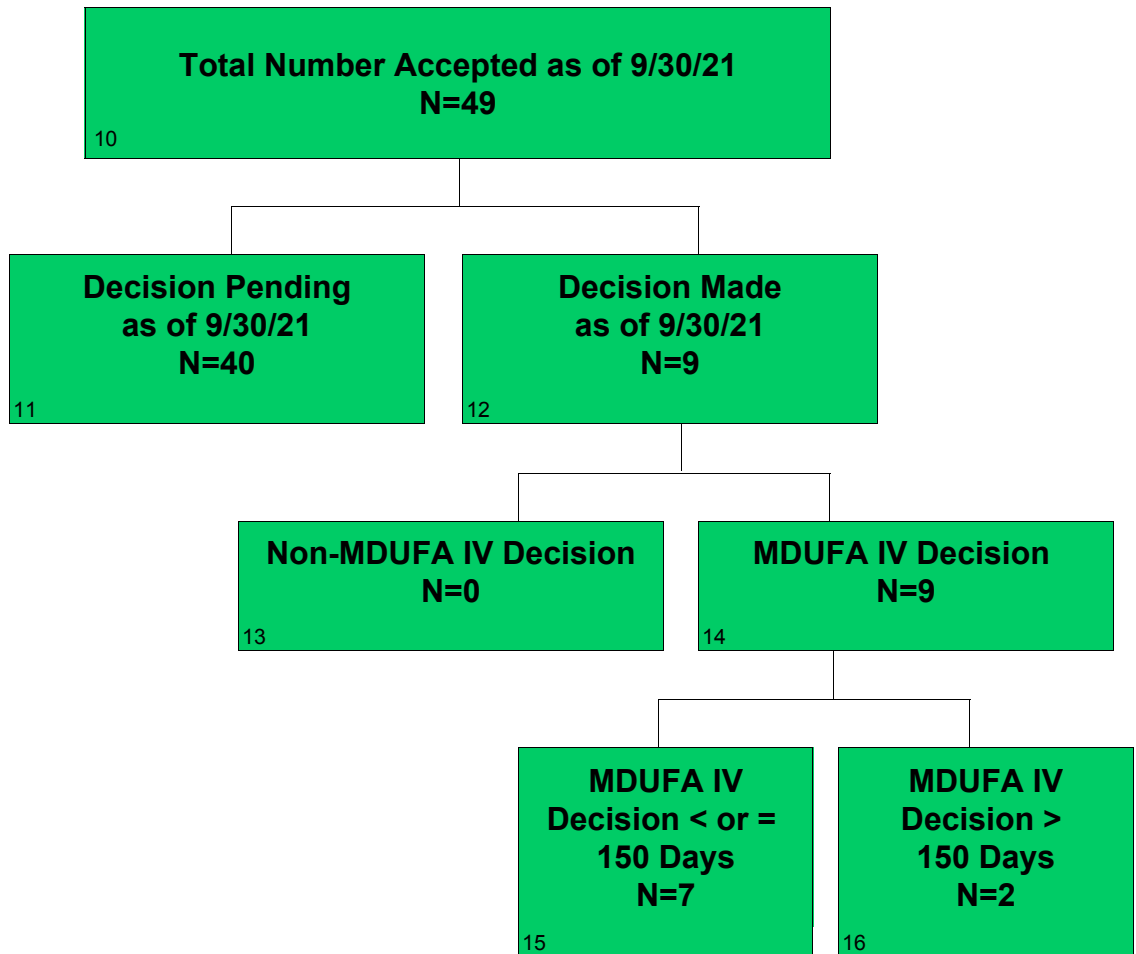 Total Number Accepted as of 9/30/21
N=49
10
Decision Pending
as of 9/30/21
N=40
11
Decision Made
as of 9/30/21
N=9
12
Non-MDUFA IV Decision
N=0
13
MDUFA IV Decision
N=9
14
MDUFA IV
Decision < or =
150 Days
N=7
15
MDUFA IV
Decision >
150 Days
N=2
16